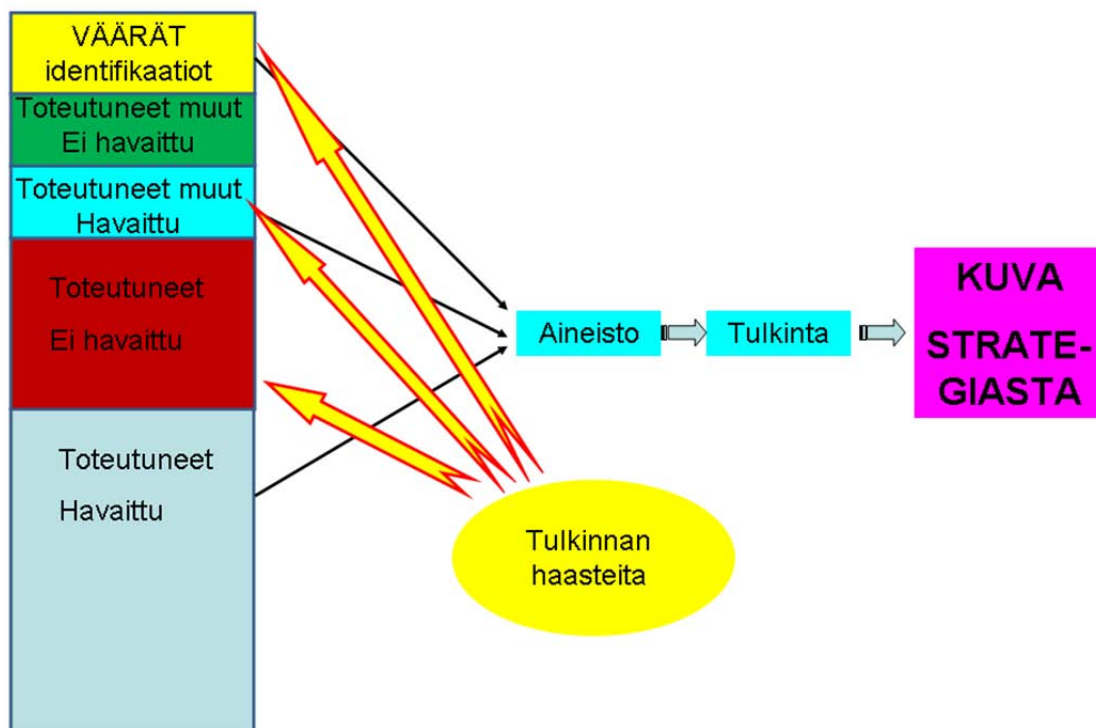 VÄÄRÄT
identifikaatiot
Toteutuneet muut
Ei havaittu
Toteutuneet muut
Havaittu
Toteutuneet
Ei havaittu
Toteutuneet
Havaittu
Aineisto
Tulkinta
KUVA
STRATE-
GIASTA
Tulkinnan
haasteita